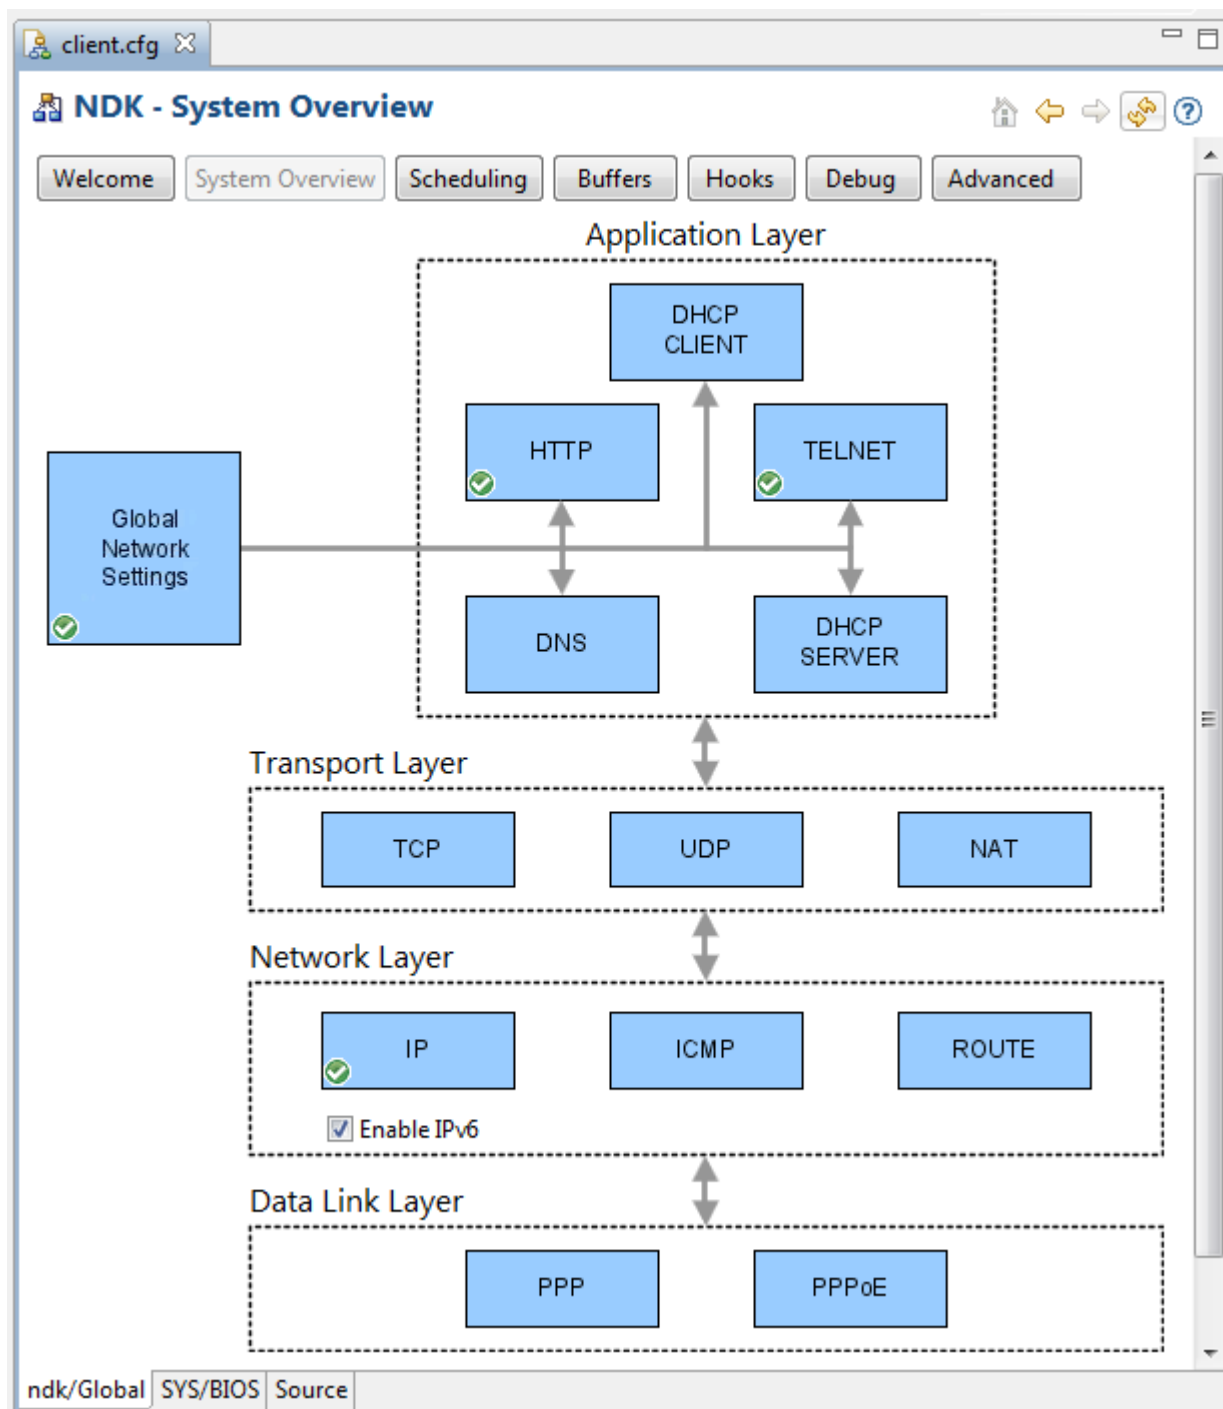 client.cfg
NDK - System Overview
Welcome System Overview Scheduling Buffers Hooks Debug Advanced
Application Layer
DHCP
CLIENT
HTTP TELNET
Global
Network
Settings
DNS
DHCP
SERVER
Transport Layer
TCP UDP NAT
Network Layer
IP ICMP ROUTE
Enable IPv6
Data Link Layer
PPP PPPoE
ndk/Global SYS/BIOS Source